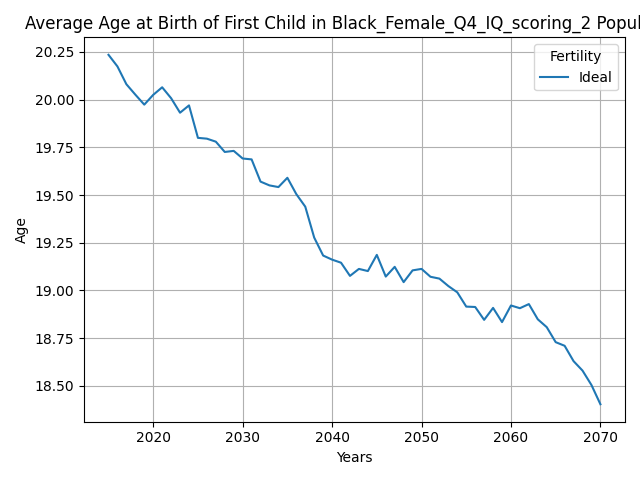 Average Age at Birth of First Child in Black_Female_Q4_IQ_scoring_2 Popul
Fertility
Ideal
20.25
20.00
19.75
19.50
19.25
19.00
18.75
18.50
Age
2020 2030 2040 2050 2060 2070
Years